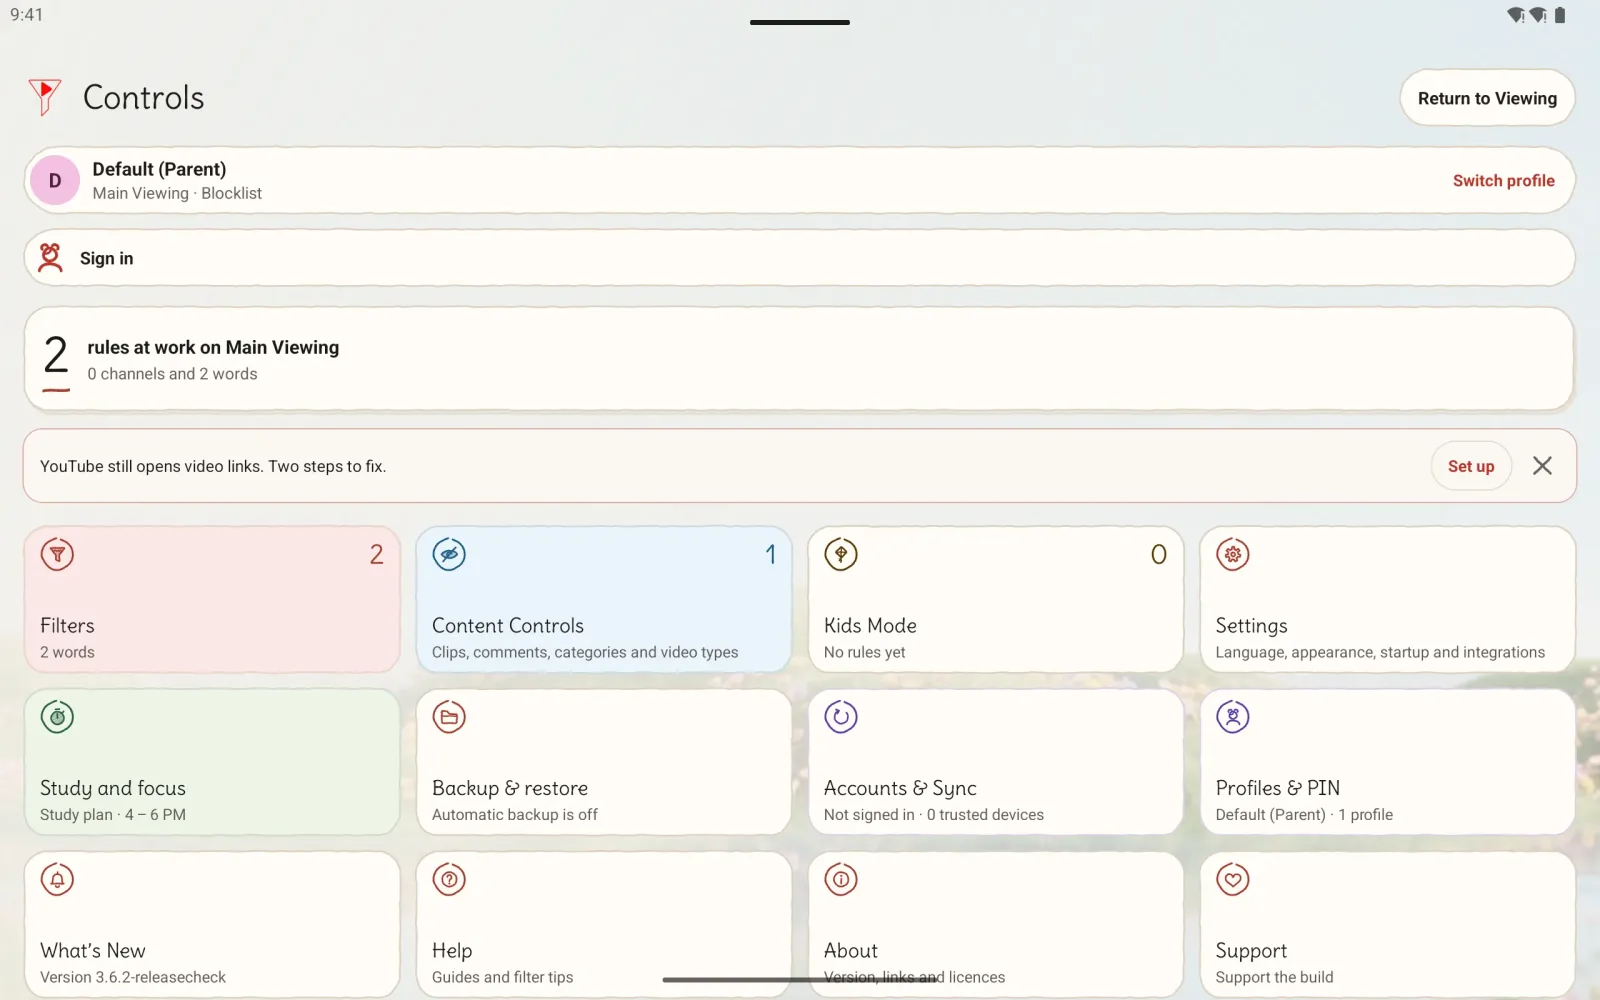 9:41
Controls
Return to Viewing
D
Default (Parent)
Main Viewing · Blocklist
Switch profile
Sign in
2
rules at work on Main Viewing
0 channels and 2 words
YouTube still opens video links. Two steps to fix.
Set up
2
Filters
2 words
1
Content Controls
Clips, comments, categories and video types
0
Kids Mode
No rules yet
Settings
Language, appearance, startup and integrations
Study and focus
Study plan · 4 – 6 PM
Backup & restore
Automatic backup is off
Accounts & Sync
Not signed in · 0 trusted devices
Profiles & PIN
Default (Parent) · 1 profile
What's New
Version 3.6.2-releasecheck
Help
Guides and filter tips
About
Version, links and licences
Support
Support the build